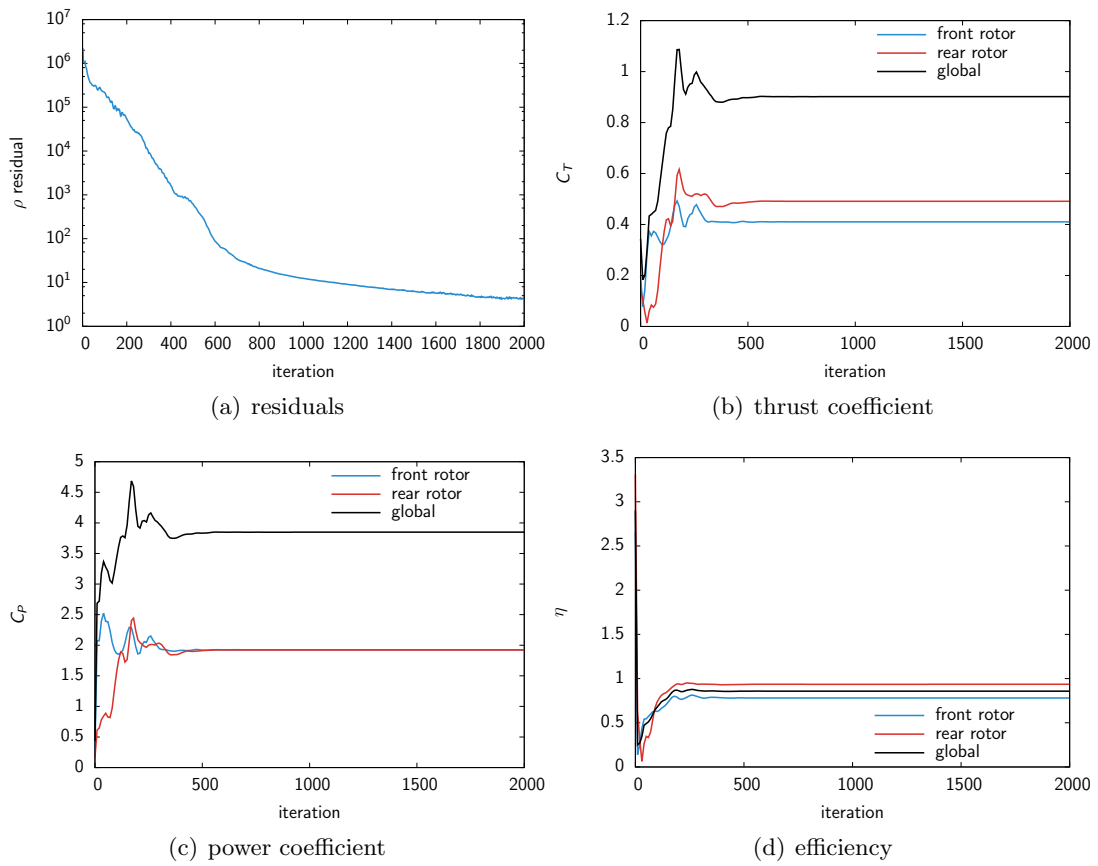 10^7
10^6
10^5
10^4
10^3
10^2
10^1
10^0
ρ residual
0 200 400 600 800 1000 1200 1400 1600 1800 2000
iteration
(a) residuals
1.2
1
0.8
0.6
0.4
0.2
0
C_T
front rotor
rear rotor
global
0 500 1000 1500 2000
iteration
(b) thrust coefficient
5
4.5
4
3.5
3
2.5
2
1.5
1
0.5
0
C_P
front rotor
rear rotor
global
0 500 1000 1500 2000
iteration
(c) power coefficient
3.5
3
2.5
2
1.5
1
0.5
0
η
front rotor
rear rotor
global
0 500 1000 1500 2000
iteration
(d) efficiency